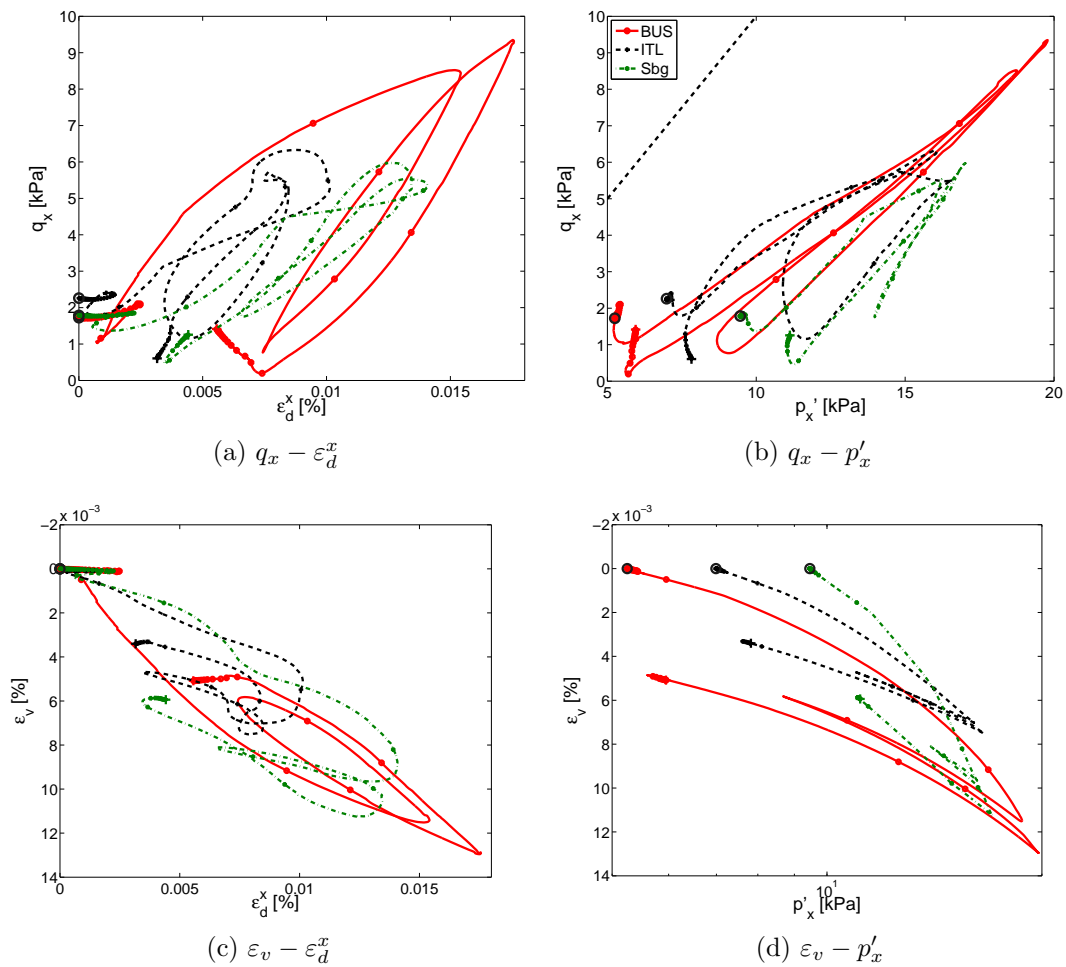 10
9
8
7
6
5
4
3
2
1
0
q_x [kPa]
0 0.005 0.01 0.015
ε_d^x [%]
(a) q_x − ε_d^x
10
9
8
7
6
5
4
3
2
1
0
q_x [kPa]
BUS
ITL
Sbg
5 10 15 20
p_x' [kPa]
(b) q_x − p'_x
x 10^-3
−2
0
2
4
6
8
10
12
14
ε_v [%]
0 0.005 0.01 0.015
ε_d^x [%]
(c) ε_v − ε_d^x
x 10^-3
−2
0
2
4
6
8
10
12
14
ε_v [%]
10^1
p'_x [kPa]
(d) ε_v − p'_x